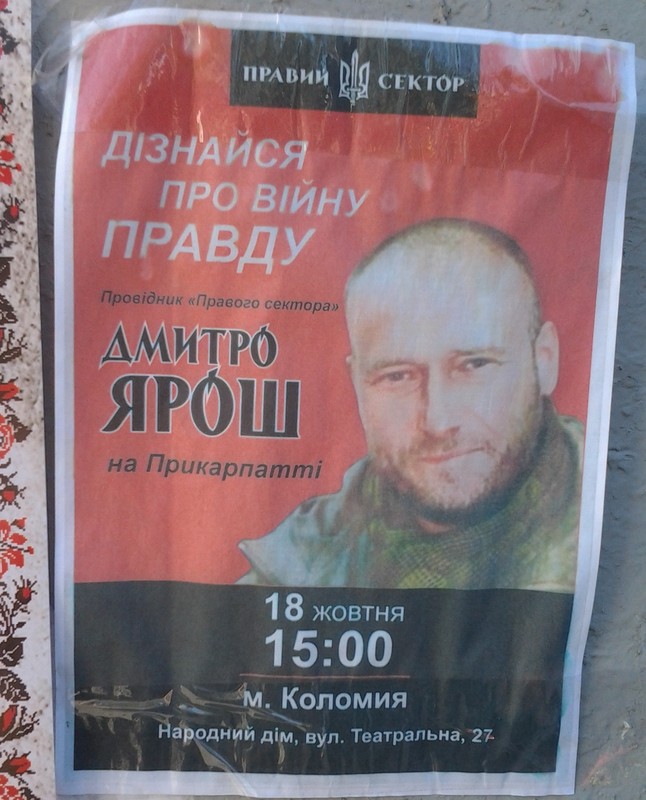 ПРАВИЙ СЕКТОР
ДІЗНАЙСЯ
ПРО ВІЙНУ
ПРАВДУ
Провідник «Правого сектора»
ДМИТРО
ЯРОШ
на Прикарпатті
18 жовтня
15:00
м. Коломия
Народний дім, вул. Театральна, 27